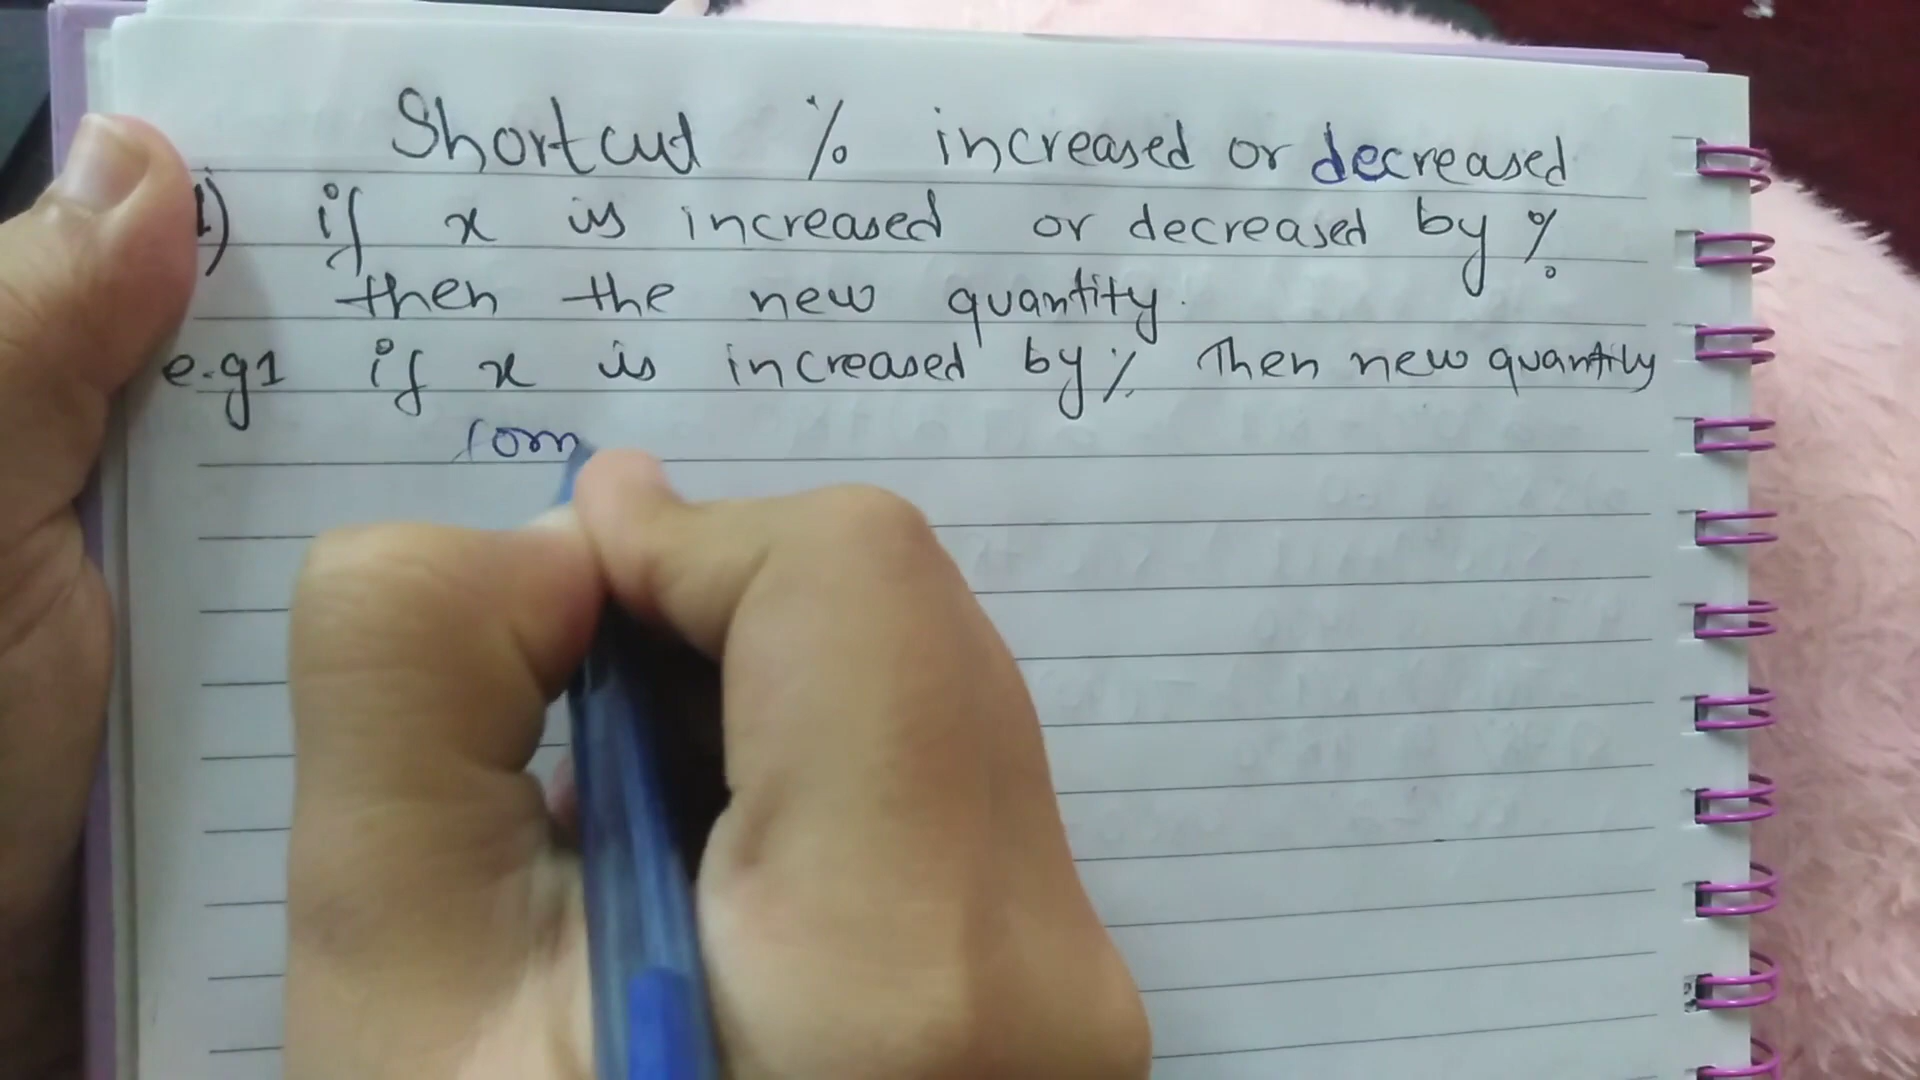 Shortcut % increased or decreased
1) if x is increased or decreased by %
then the new quantity.
e.g1 if x is increased by % Then new quantity